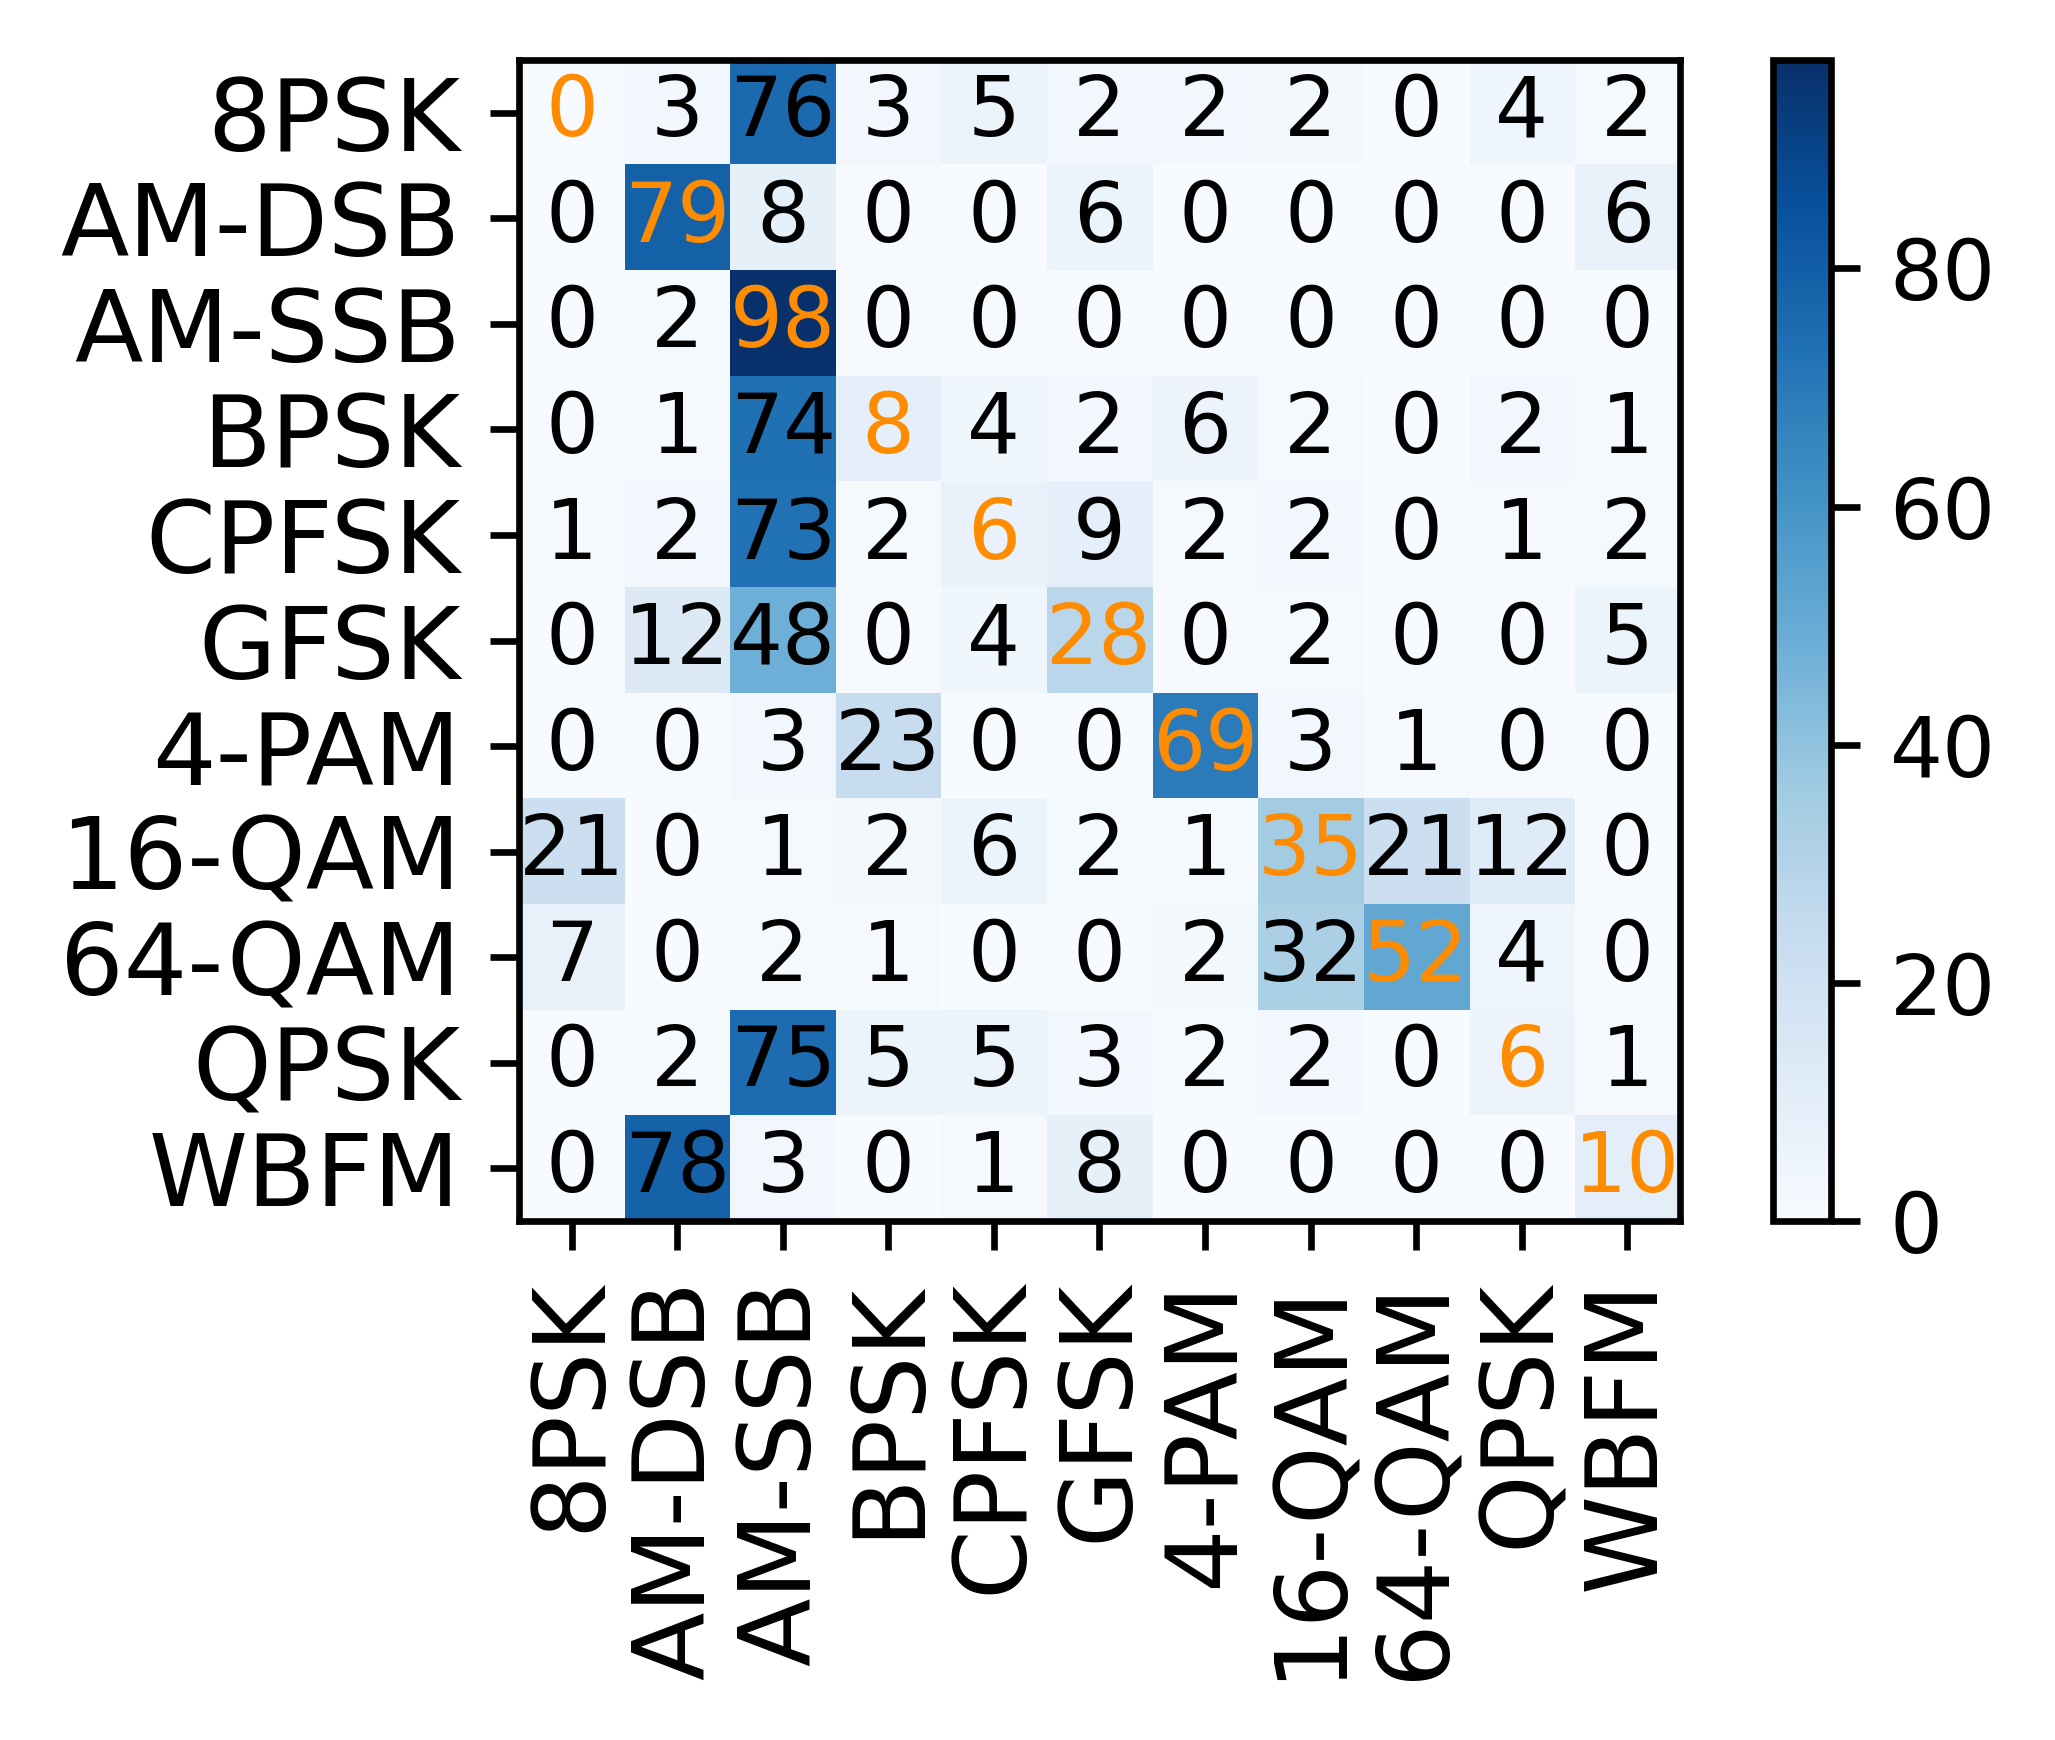 8PSK 0 3 76 3 5 2 2 2 0 4 2
AM-DSB 0 79 8 0 0 6 0 0 0 0 6
AM-SSB 0 2 98 0 0 0 0 0 0 0 0
BPSK 0 1 74 8 4 2 6 2 0 2 1
CPFSK 1 2 73 2 6 9 2 2 0 1 2
GFSK 0 12 48 0 4 28 0 2 0 0 5
4-PAM 0 0 3 23 0 0 69 3 1 0 0
16-QAM 21 0 1 2 6 2 1 35 21 12 0
64-QAM 7 0 2 1 0 0 2 32 52 4 0
QPSK 0 2 75 5 5 3 2 2 0 6 1
WBFM 0 78 3 0 1 8 0 0 0 0 10
8PSK
AM-DSB
AM-SSB
BPSK
CPFSK
GFSK
4-PAM
16-QAM
64-QAM
QPSK
WBFM
80
60
40
20
0